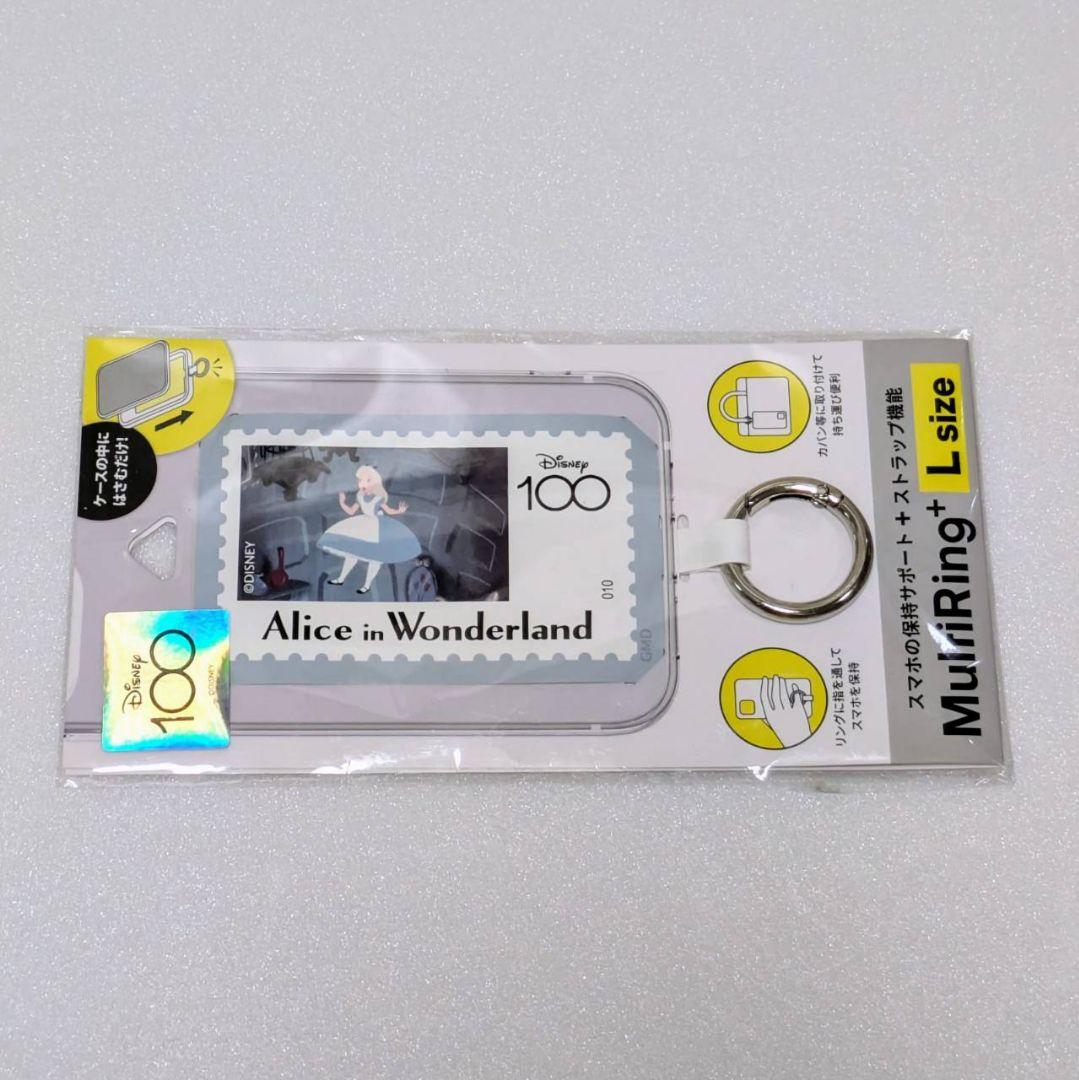 ケースの中に
はさむだけ!
©DISNEY
Disney
100
010
Alice in Wonderland
GMD
Disney
100
©DISNEY
カバン等に取り付けて
持ち運び便利
リングに指を通して
スマホを保持
スマホの保持サポート + ストラップ機能
MultiRing+ L size